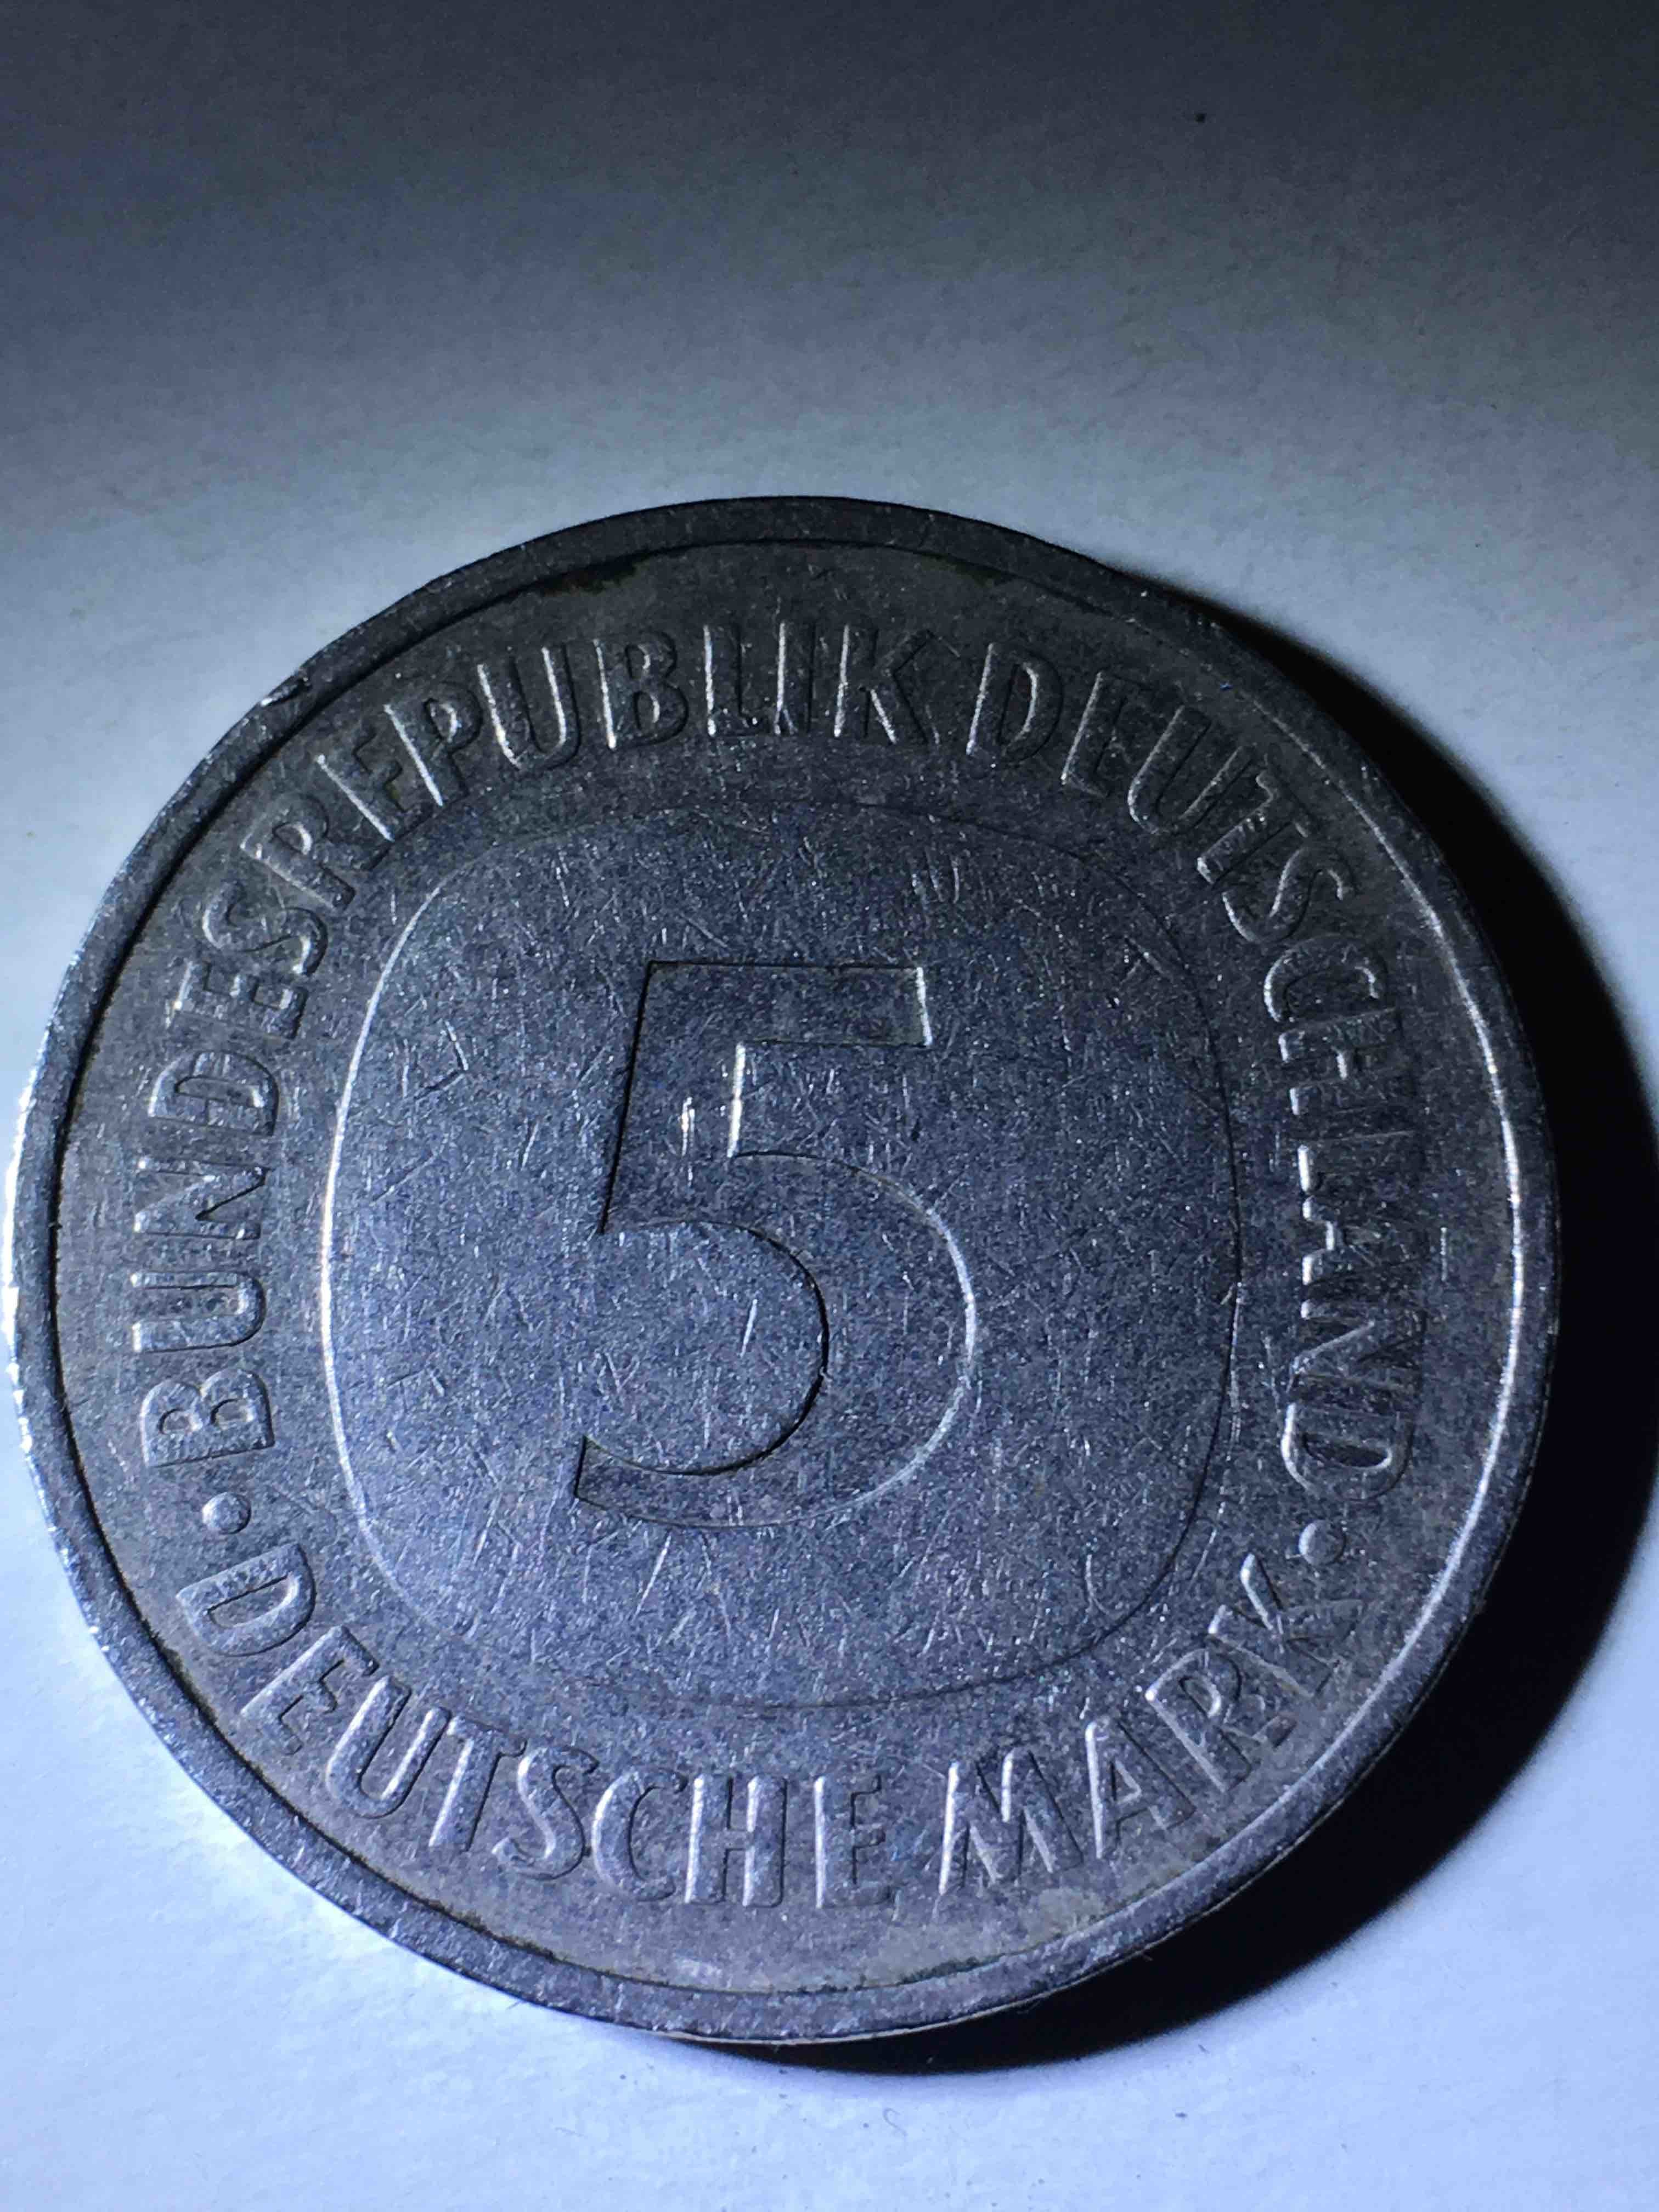 · BUNDESREPUBLIK DEUTSCHLAND ·
5
DEUTSCHE MARK